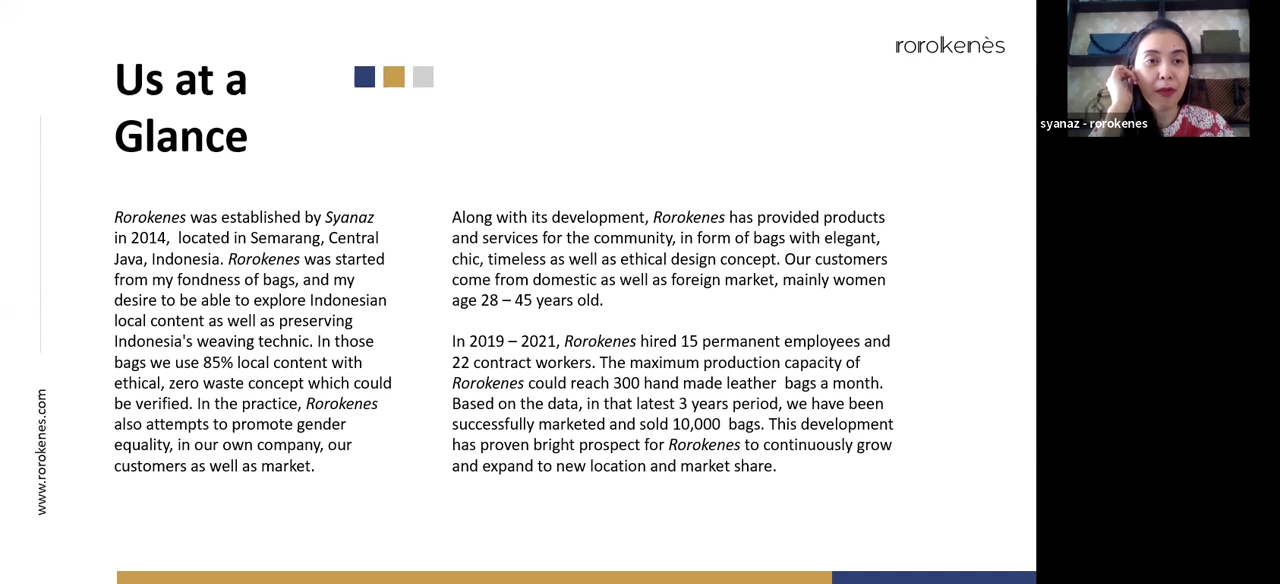 rorokenès
Us at a
Glance
Rorokenes was established by Syanaz
in 2014,  located in Semarang, Central
Java, Indonesia. Rorokenes was started
from my fondness of bags, and my
desire to be able to explore Indonesian
local content as well as preserving
Indonesia's weaving technic. In those
bags we use 85% local content with
ethical, zero waste concept which could
be verified. In the practice, Rorokenes
also attempts to promote gender
equality, in our own company, our
customers as well as market.
Along with its development, Rorokenes has provided products
and services for the community, in form of bags with elegant,
chic, timeless as well as ethical design concept. Our customers
come from domestic as well as foreign market, mainly women
age 28 – 45 years old.
In 2019 – 2021, Rorokenes hired 15 permanent employees and
22 contract workers. The maximum production capacity of
Rorokenes could reach 300 hand made leather  bags a month.
Based on the data, in that latest 3 years period, we have been
successfully marketed and sold 10,000  bags. This development
has proven bright prospect for Rorokenes to continuously grow
and expand to new location and market share.
www.rorokenes.com
syanaz - rorokenes